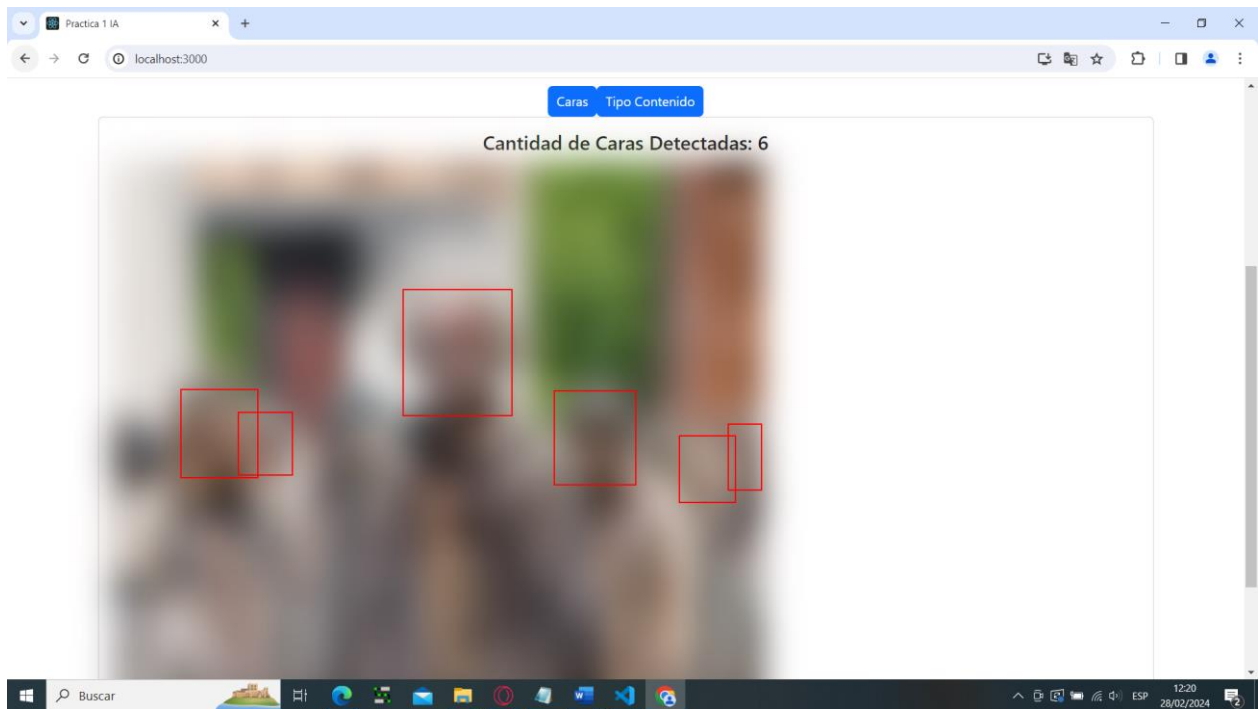 Practica 1 IA
localhost:3000
Caras Tipo Contenido
Cantidad de Caras Detectadas: 6
Buscar
ESP
12:20
28/02/2024
2